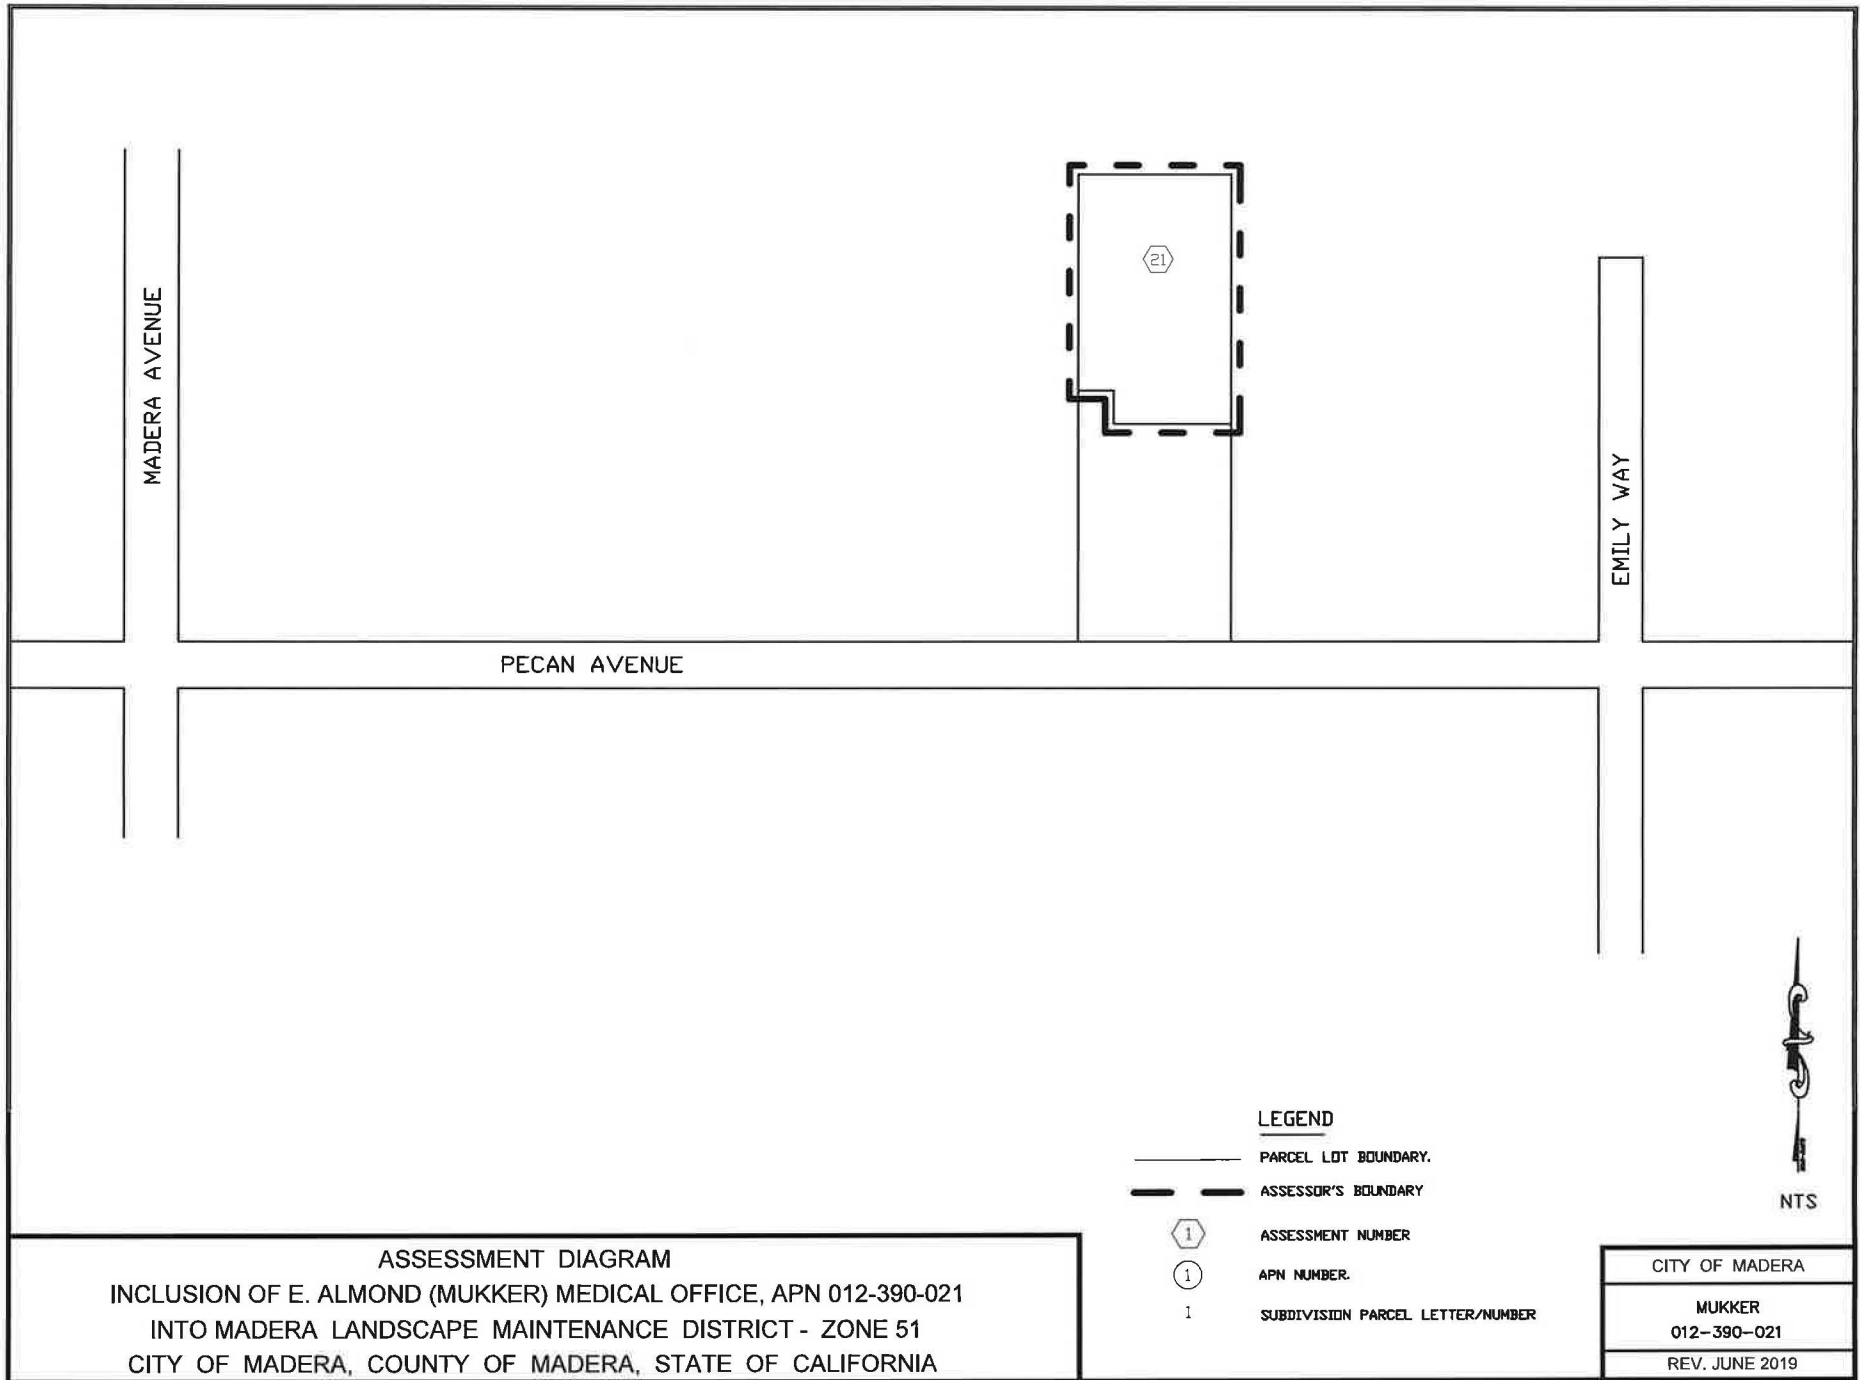 MADERA AVENUE
21
EMILY WAY
PECAN AVENUE
LEGEND
PARCEL LOT BOUNDARY.
ASSESSOR'S BOUNDARY
1 ASSESSMENT NUMBER
1 APN NUMBER.
1 SUBDIVISION PARCEL LETTER/NUMBER
NTS
ASSESSMENT DIAGRAM
INCLUSION OF E. ALMOND (MUKKER) MEDICAL OFFICE, APN 012-390-021
INTO MADERA LANDSCAPE MAINTENANCE DISTRICT - ZONE 51
CITY OF MADERA, COUNTY OF MADERA, STATE OF CALIFORNIA
CITY OF MADERA
MUKKER
012-390-021
REV. JUNE 2019